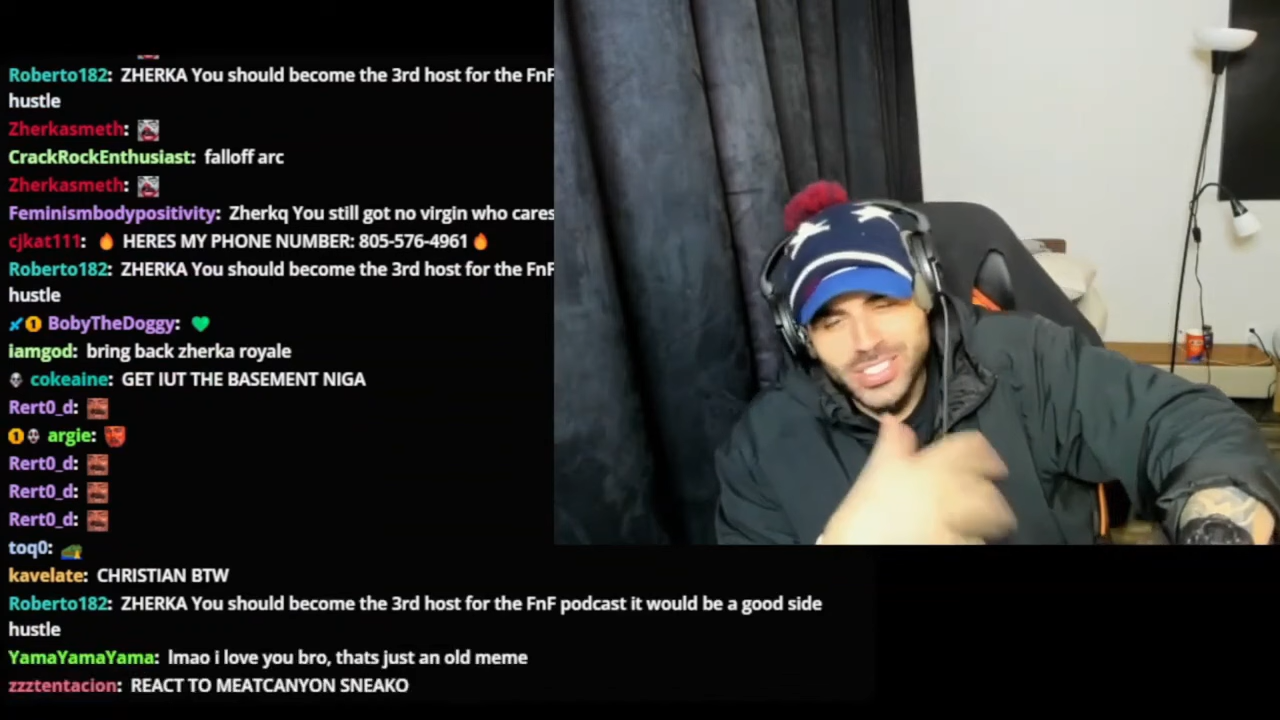 Roberto182: ZHERKA You should become the 3rd host for the FnF
hustle
Zherkasmeth:
CrackRockEnthusiast: falloff arc
Zherkasmeth:
Feminismbodypositivity: Zherkq You still got no virgin who cares
cjkat111: 🔥 HERES MY PHONE NUMBER: 805-576-4961 🔥
Roberto182: ZHERKA You should become the 3rd host for the FnF
hustle
BobyTheDoggy: 💚
iamgod: bring back zherka royale
cokeaine: GET IUT THE BASEMENT NIGA
Rert0_d:
argie:
Rert0_d:
Rert0_d:
Rert0_d:
toq0:
kavelate: CHRISTIAN BTW
Roberto182: ZHERKA You should become the 3rd host for the FnF podcast it would be a good side
hustle
YamaYamaYama: lmao i love you bro, thats just an old meme
zzztentacion: REACT TO MEATCANYON SNEAKO